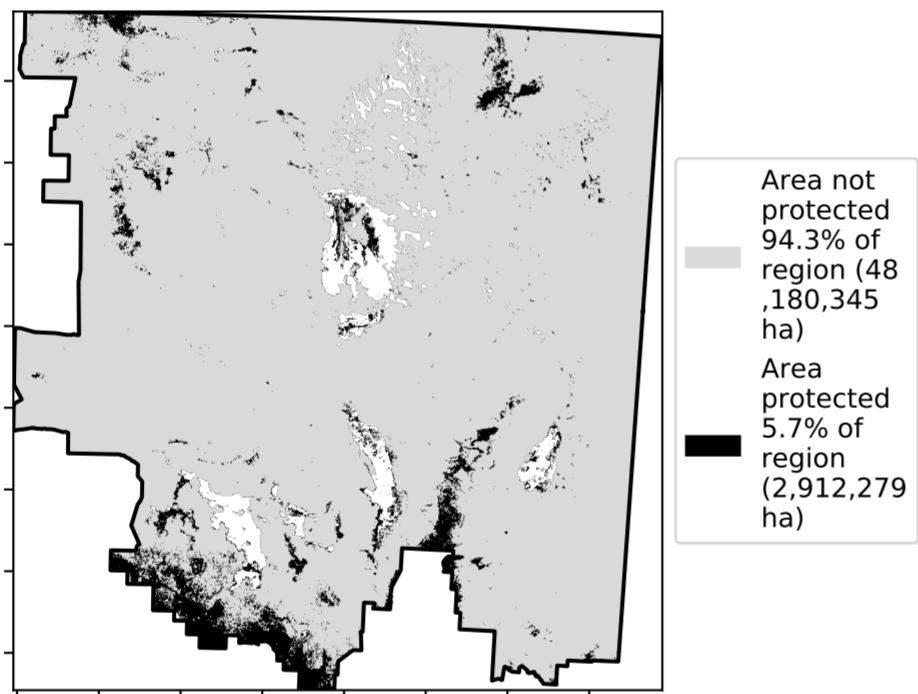 Area not
protected
94.3% of
region (48
,180,345
ha)
Area
protected
5.7% of
region
(2,912,279
ha)